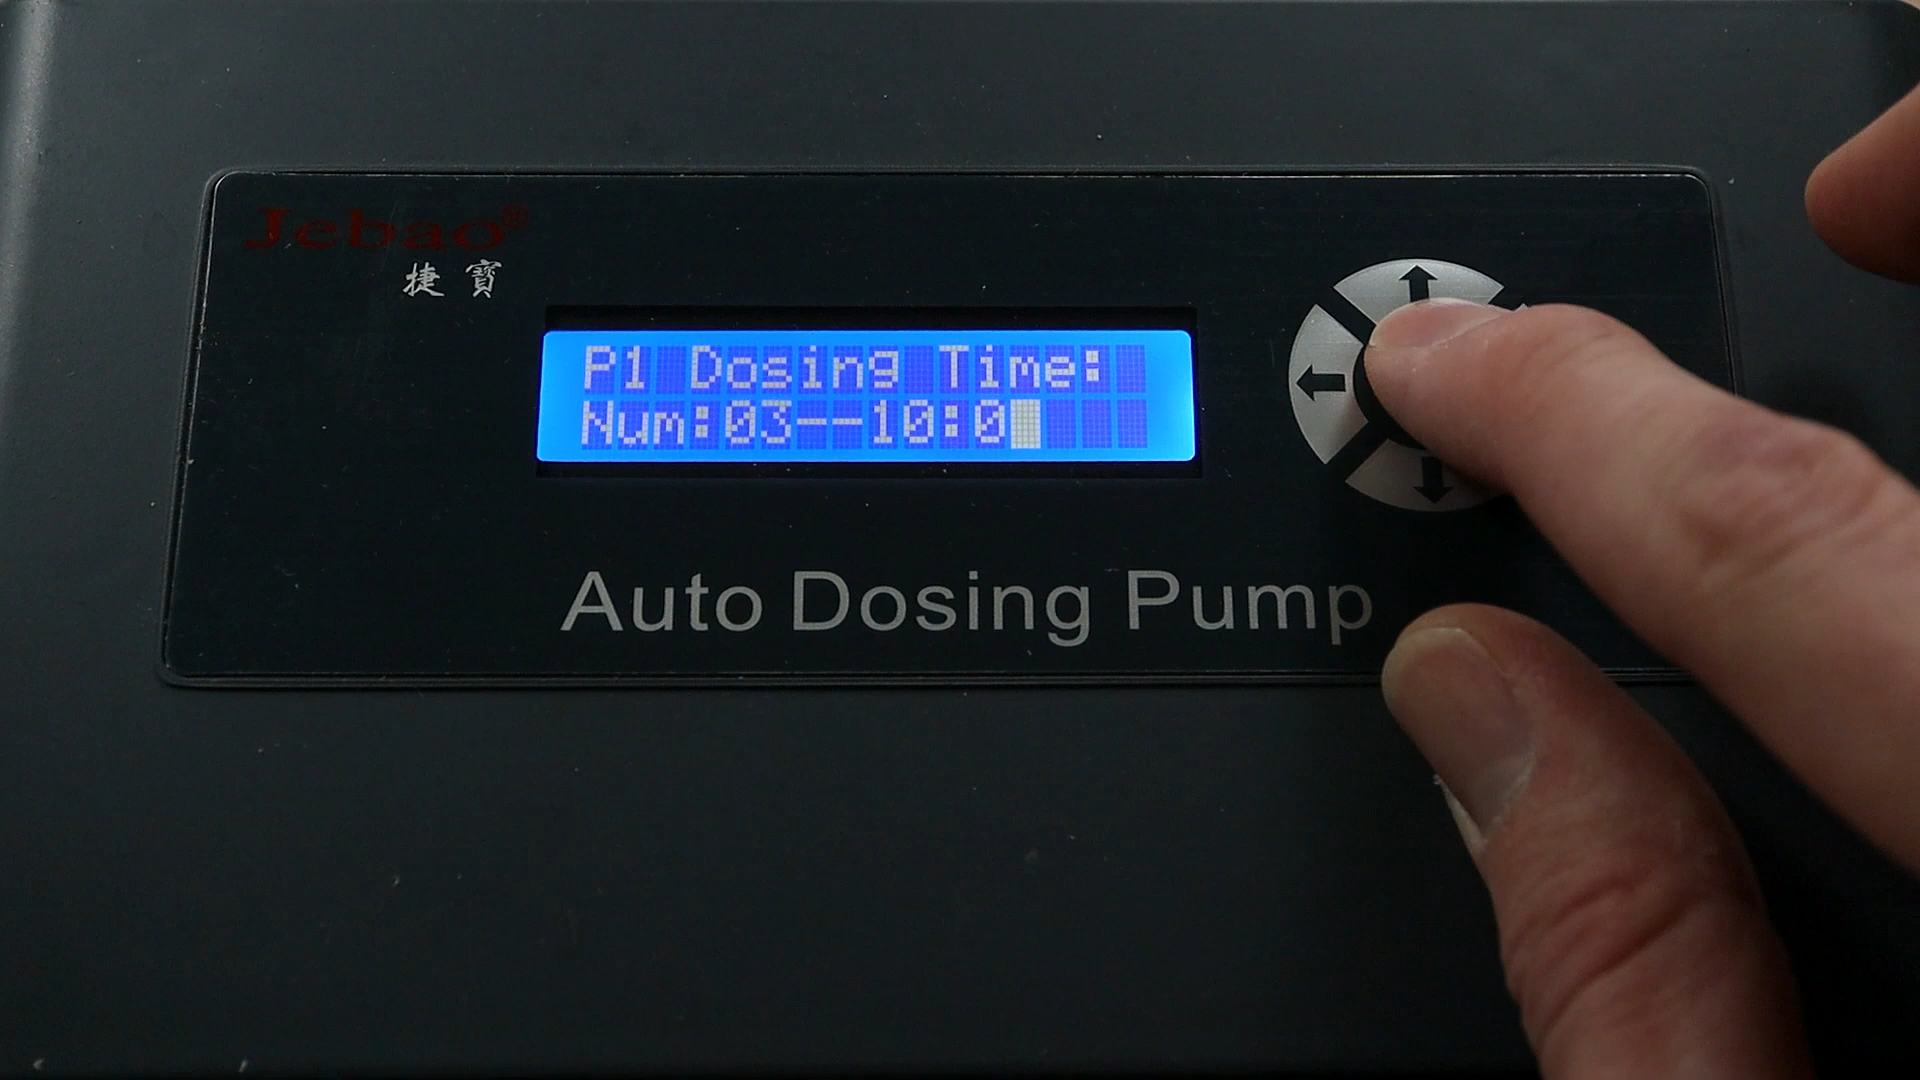 Jebao®
捷寶
P1 Dosing Time:
Num:03--10:0
Auto Dosing Pump